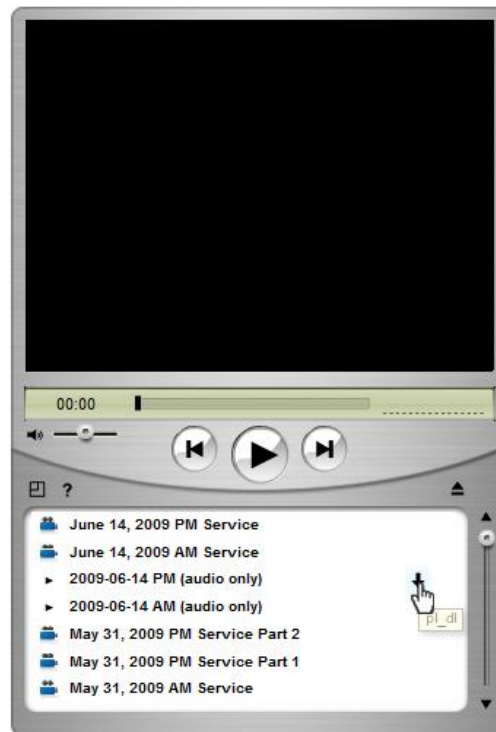 00:00
?
June 14, 2009 PM Service
June 14, 2009 AM Service
2009-06-14 PM (audio only)
pl_dl
2009-06-14 AM (audio only)
May 31, 2009 PM Service Part 2
May 31, 2009 PM Service Part 1
May 31, 2009 AM Service